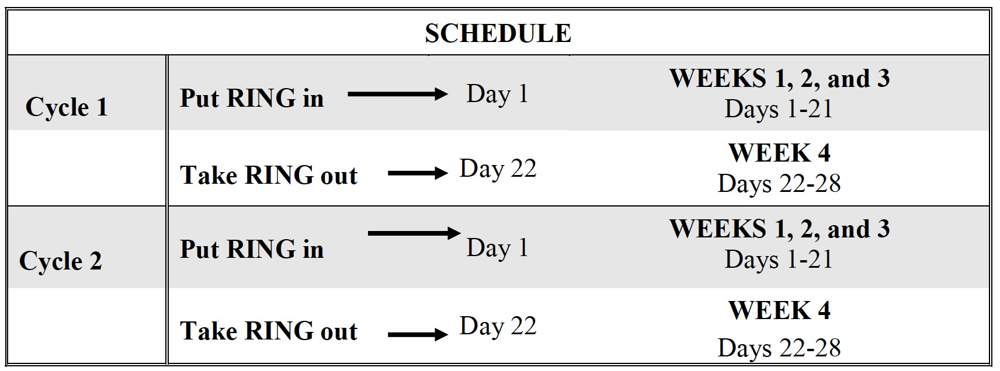 SCHEDULE
Cycle 1
Put RING in
Day 1
WEEKS 1, 2, and 3
Days 1-21
Take RING out
Day 22
WEEK 4
Days 22-28
Cycle 2
Put RING in
Day 1
WEEKS 1, 2, and 3
Days 1-21
Take RING out
Day 22
WEEK 4
Days 22-28